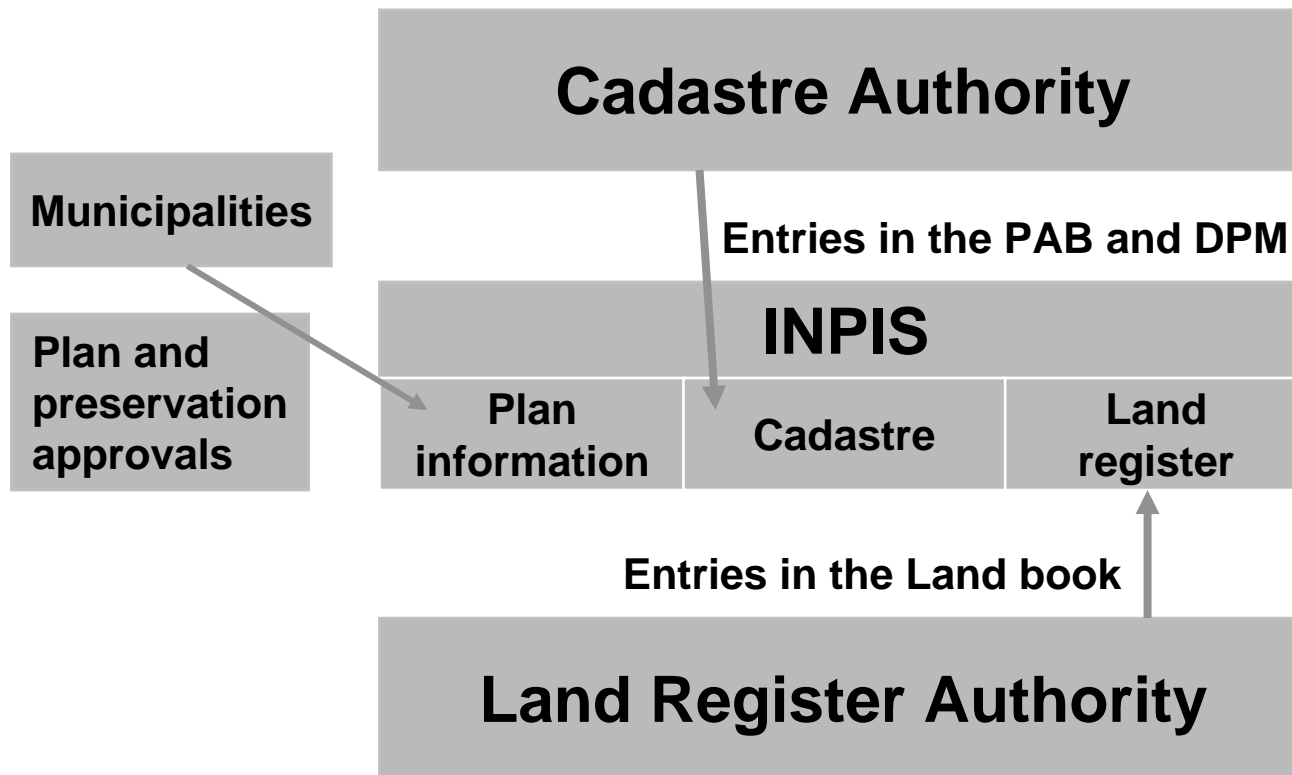 Cadastre Authority
Municipalities
Entries in the PAB and DPM
INPIS
Plan and
preservation
approvals
Plan
information
Cadastre
Land
register
Entries in the Land book
Land Register Authority